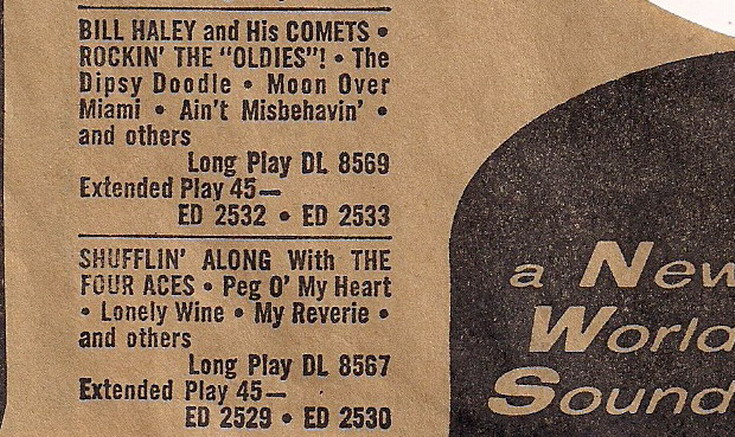 BILL HALEY and His COMETS •
ROCKIN' THE "OLDIES"! • The
Dipsy Doodle • Moon Over
Miami • Ain't Misbehavin' •
and others
Long Play DL 8569
Extended Play 45—
ED 2532 • ED 2533
SHUFFLIN' ALONG With THE
FOUR ACES • Peg O' My Heart
• Lonely Wine • My Reverie •
and others
Long Play DL 8567
Extended Play 45—
ED 2529 • ED 2530
a New
World
Sound